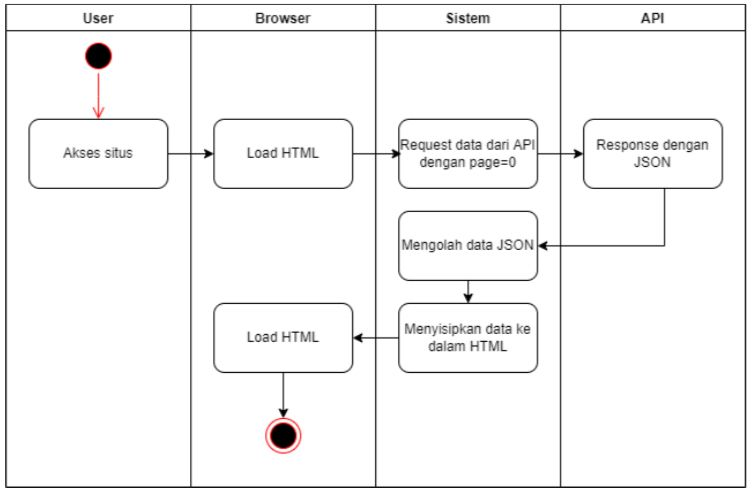 User
Browser
Sistem
API
Akses situs
Load HTML
Request data dari API
dengan page=0
Response dengan
JSON
Mengolah data JSON
Menyisipkan data ke
dalam HTML
Load HTML